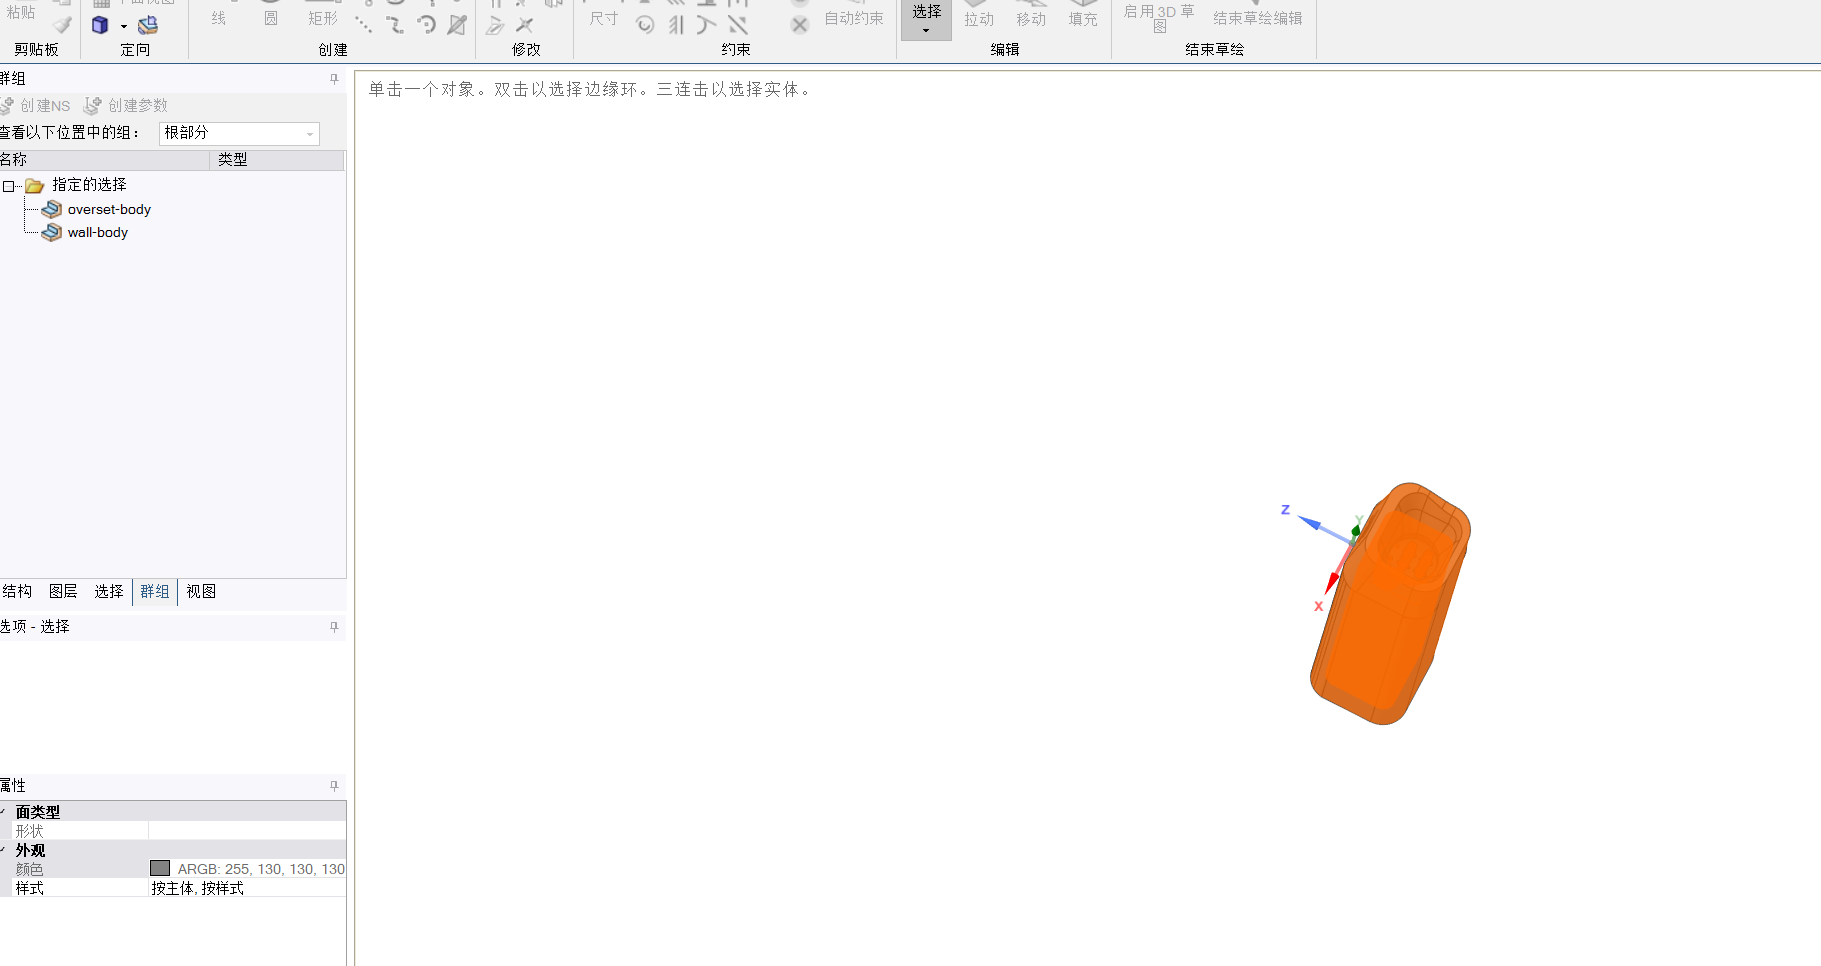 粘贴
线
圆
矩形
尺寸
自动约束
选择
拉动
移动
填充
启用 3D 草
图
结束草绘编辑
剪贴板
定向
创建
修改
约束
编辑
结束草绘
群组
创建NS
创建参数
查看以下位置中的组：
根部分
名称
类型
指定的选择
overset-body
wall-body
结构
图层
选择
群组
视图
选项 - 选择
属性
面类型
形状
外观
颜色
ARGB: 255, 130, 130, 130
样式
按主体, 按样式
单击一个对象。双击以选择边缘环。三连击以选择实体。
Z
Y
X